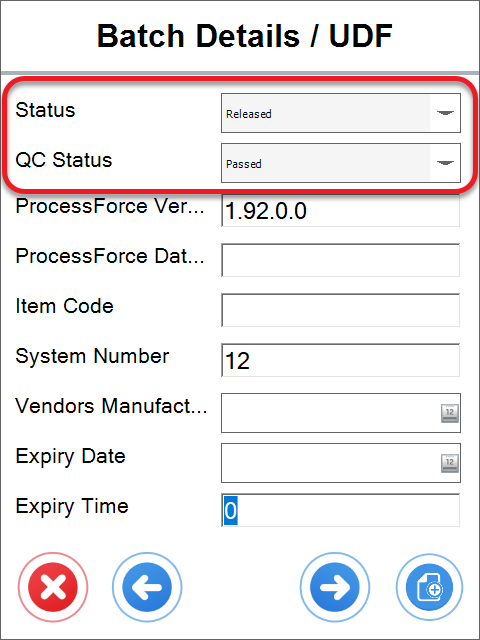 Batch Details / UDF
Status Released
QC Status Passed
ProcessForce Ver... 1.92.0.0
ProcessForce Dat...
Item Code
System Number 12
Vendors Manufact... 12
Expiry Date 12
Expiry Time 0